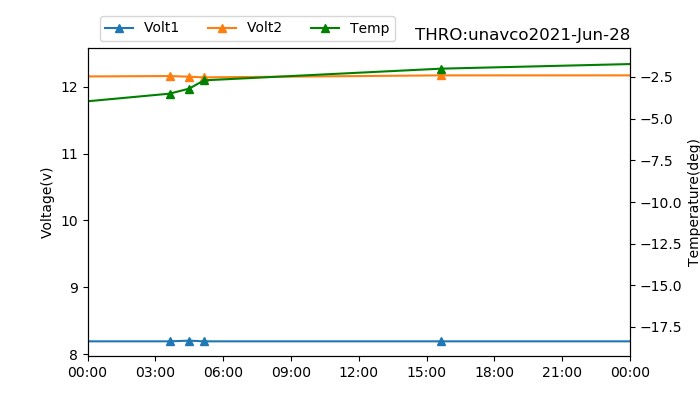 Volt1 Volt2 Temp
THRO:unavco2021-Jun-28
12
11
10
9
8
Voltage(v)
−2.5
−5.0
−7.5
−10.0
−12.5
−15.0
−17.5
Temperature(deg)
00:00 03:00 06:00 09:00 12:00 15:00 18:00 21:00 00:00